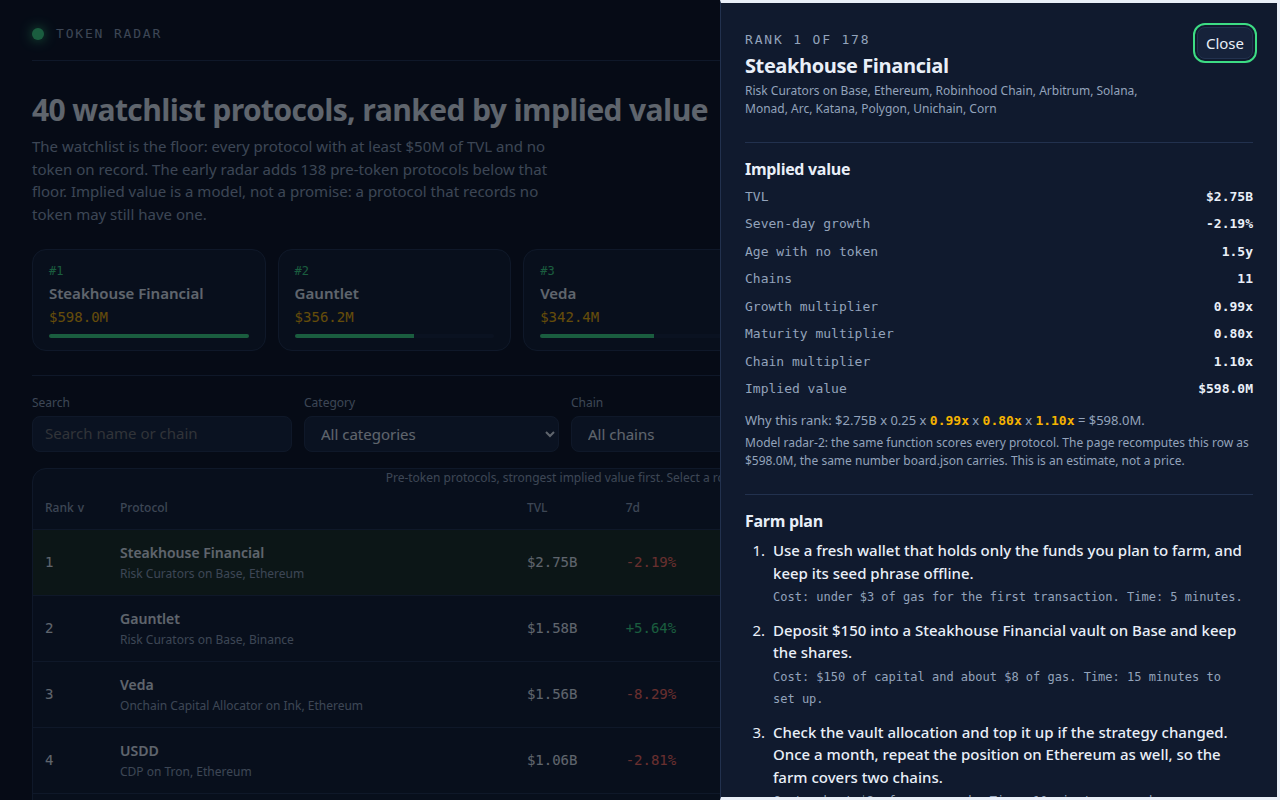 TOKEN RADAR
40 watchlist protocols, ranked by implied value
The watchlist is the floor: every protocol with at least $50M of TVL and no
token on record. The early radar adds 138 pre-token protocols below that
floor. Implied value is a model, not a promise: a protocol that records no
token may still have one.
#1
Steakhouse Financial
$598.0M
#2
Gauntlet
$356.2M
#3
Veda
$342.4M
Search
Category
Chain
Search name or chain
All categories
All chains
Pre-token protocols, strongest implied value first. Select a
Rank v Protocol TVL 7d
1 Steakhouse Financial $2.75B -2.19%
Risk Curators on Base, Ethereum
2 Gauntlet $1.58B +5.64%
Risk Curators on Base, Binance
3 Veda $1.56B -8.29%
Onchain Capital Allocator on Ink, Ethereum
4 USDD $1.06B -2.81%
CDP on Tron, Ethereum
RANK 1 OF 178
Close
Steakhouse Financial
Risk Curators on Base, Ethereum, Robinhood Chain, Arbitrum, Solana,
Monad, Arc, Katana, Polygon, Unichain, Corn
Implied value
TVL $2.75B
Seven-day growth -2.19%
Age with no token 1.5y
Chains 11
Growth multiplier 0.99x
Maturity multiplier 0.80x
Chain multiplier 1.10x
Implied value $598.0M
Why this rank: $2.75B x 0.25 x 0.99x x 0.80x x 1.10x = $598.0M.
Model radar-2: the same function scores every protocol. The page recomputes this row as
$598.0M, the same number board.json carries. This is an estimate, not a price.
Farm plan
1. Use a fresh wallet that holds only the funds you plan to farm, and
keep its seed phrase offline.
Cost: under $3 of gas for the first transaction. Time: 5 minutes.
2. Deposit $150 into a Steakhouse Financial vault on Base and keep
the shares.
Cost: $150 of capital and about $8 of gas. Time: 15 minutes to
set up.
3. Check the vault allocation and top it up if the strategy changed.
Once a month, repeat the position on Ethereum as well, so the
farm covers two chains.